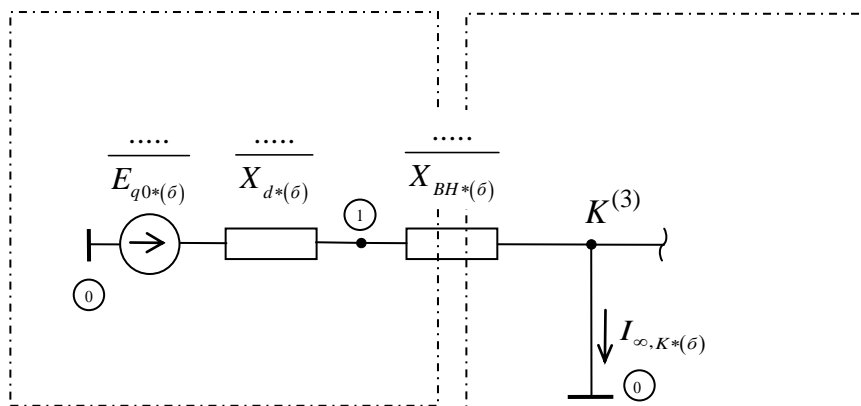 .....
E_{q0*(б)}
.....
X_{d*(б)}
.....
X_{BH*(б)}
1
K^{(3)}
0
I_{∞,K*(б)}
0